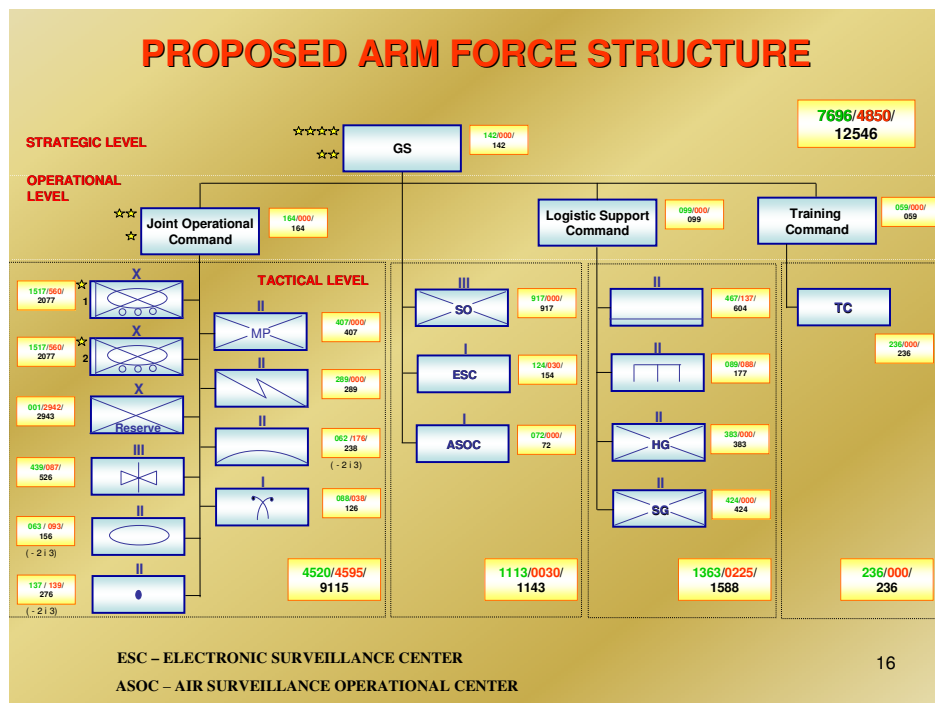 PROPOSED ARM FORCE STRUCTURE
7696/4850/
12546
STRATEGIC LEVEL
GS
142/000/
142
OPERATIONAL
LEVEL
Joint Operational
Command
164/000/
164
Logistic Support
Command
099/000/
099
Training
Command
059/000/
059
TACTICAL LEVEL
1517/560/
2077
X
1
1517/560/
2077
X
2
001/2942/
2943
X
Reserve
439/087/
526
III
063 / 093/
156
( - 2 i 3)
II
137 / 139/
276
( - 2 i 3)
II
II
MP
407/000/
407
II
289/000/
289
II
062 /176/
238
( - 2 i 3)
I
088/038/
126
4520/4595/
9115
III
SO
917/000/
917
I
ESC
124/030/
154
I
ASOC
072/000/
72
1113/0030/
1143
II
467/137/
604
II
089/088/
177
II
HG
383/000/
383
II
SG
424/000/
424
1363/0225/
1588
TC
236/000/
236
236/000/
236
ESC – ELECTRONIC SURVEILLANCE CENTER
ASOC – AIR SURVEILLANCE OPERATIONAL CENTER
16